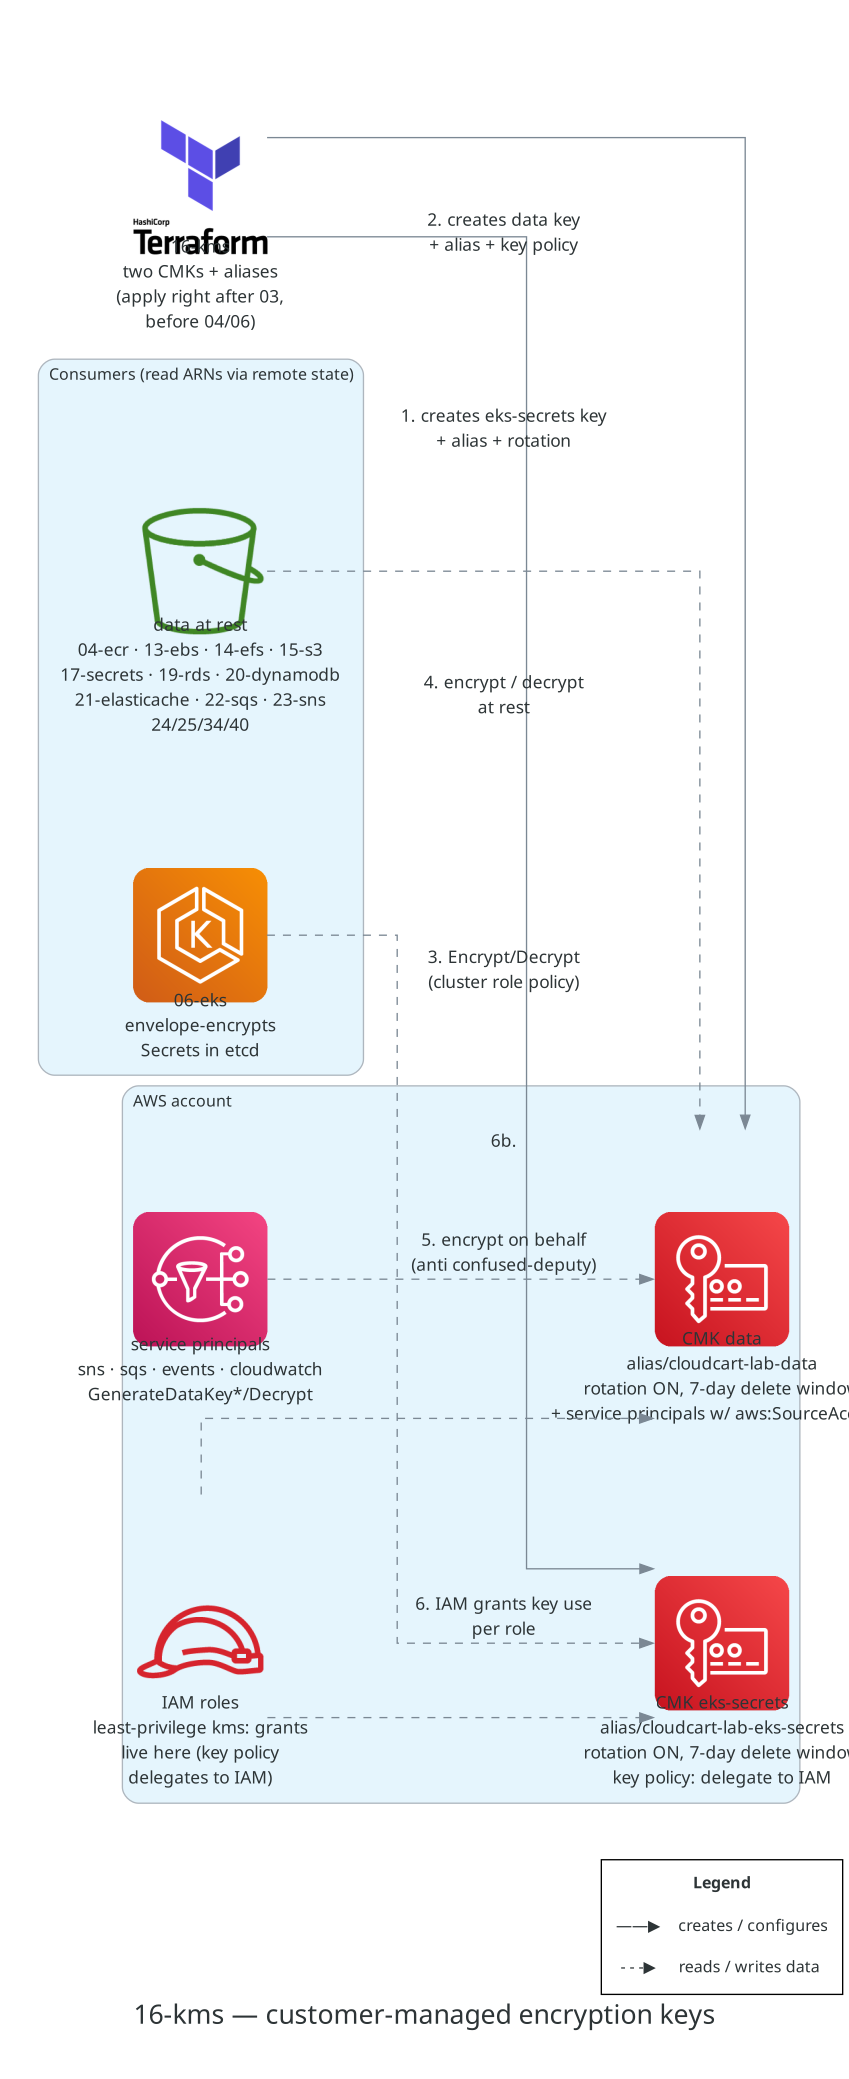 HashiCorp
Terraform
16-kms
two CMKs + aliases
(apply right after 03,
before 04/06)
2. creates data key
+ alias + key policy
Consumers (read ARNs via remote state)
1. creates eks-secrets key
+ alias + rotation
data at rest
04-ecr · 13-ebs · 14-efs · 15-s3
17-secrets · 19-rds · 20-dynamodb
21-elasticache · 22-sqs · 23-sns
24/25/34/40
4. encrypt / decrypt
at rest
06-eks
envelope-encrypts
Secrets in etcd
3. Encrypt/Decrypt
(cluster role policy)
AWS account
6b.
5. encrypt on behalf
(anti confused-deputy)
service principals
sns · sqs · events · cloudwatch
GenerateDataKey*/Decrypt
CMK data
alias/cloudcart-lab-data
rotation ON, 7-day delete window
+ service principals w/ aws:SourceAcc
6. IAM grants key use
per role
IAM roles
least-privilege kms: grants
live here (key policy
delegates to IAM)
CMK eks-secrets
alias/cloudcart-lab-eks-secrets
rotation ON, 7-day delete window
key policy: delegate to IAM
Legend
creates / configures
reads / writes data
16-kms — customer-managed encryption keys